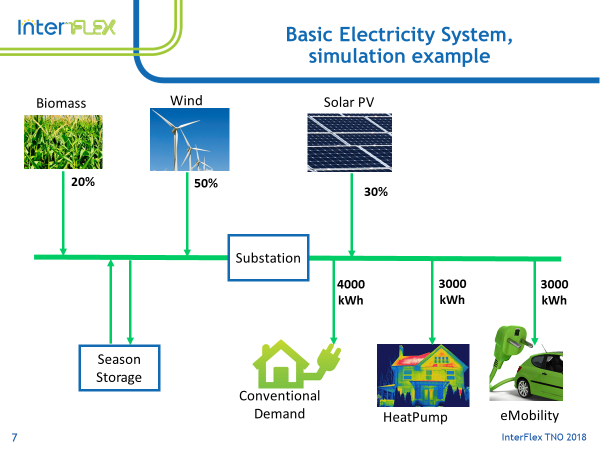 InterFLEX
Basic Electricity System,
simulation example
Biomass
Wind
Solar PV
20%
50%
30%
Substation
4000
kWh
3000
kWh
3000
kWh
Season
Storage
Conventional
Demand
HeatPump
eMobility
7
InterFlex TNO 2018